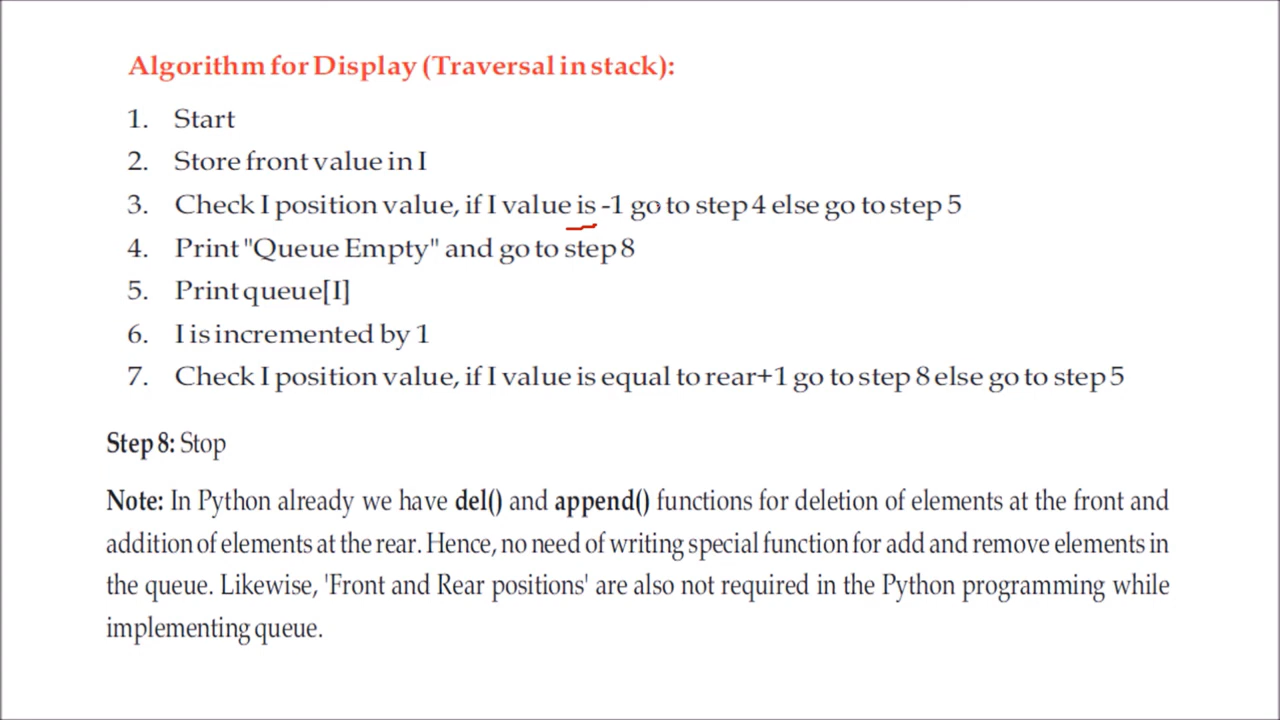 Algorithm for Display (Traversal in stack):
1. Start
2. Store front value in I
3. Check I position value, if I value is -1 go to step 4 else go to step 5
4. Print "Queue Empty" and go to step 8
5. Print queue[I]
6. I is incremented by 1
7. Check I position value, if I value is equal to rear+1 go to step 8 else go to step 5
Step 8: Stop
Note: In Python already we have del() and append() functions for deletion of elements at the front and
addition of elements at the rear. Hence, no need of writing special function for add and remove elements in
the queue. Likewise, 'Front and Rear positions' are also not required in the Python programming while
implementing queue.